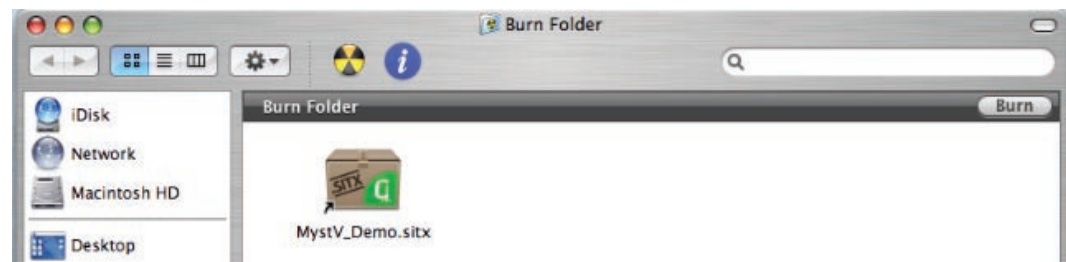 Burn Folder
iDisk
Network
Macintosh HD
Desktop
Burn Folder
Burn
SITX
MystV_Demo.sitx